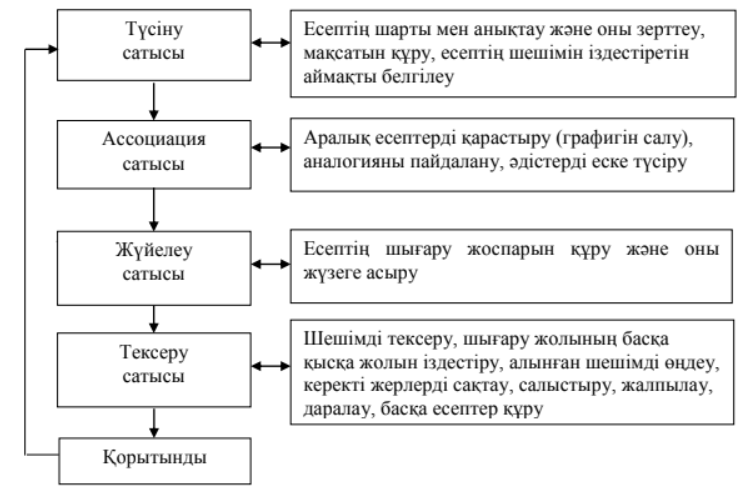 Түсіну
сатысы
Есептің шарты мен анықтау және оны зерттеу,
мақсатын құру, есептің шешімін іздестіретін
аймақты белгілеу
Ассоциация
сатысы
Аралық есептерді қарастыру (графигін салу),
аналогияны пайдалану, әдістерді еске түсіру
Жүйелеу
сатысы
Есептің шығару жоспарын құру және оны
жүзеге асыру
Тексеру
сатысы
Шешімді тексеру, шығару жолының басқа
қысқа жолын іздестіру, алынған шешімді өңдеу,
керекті жерлерді сақтау, салыстыру, жалпылау,
даралау, басқа есептер құру
Қорытынды